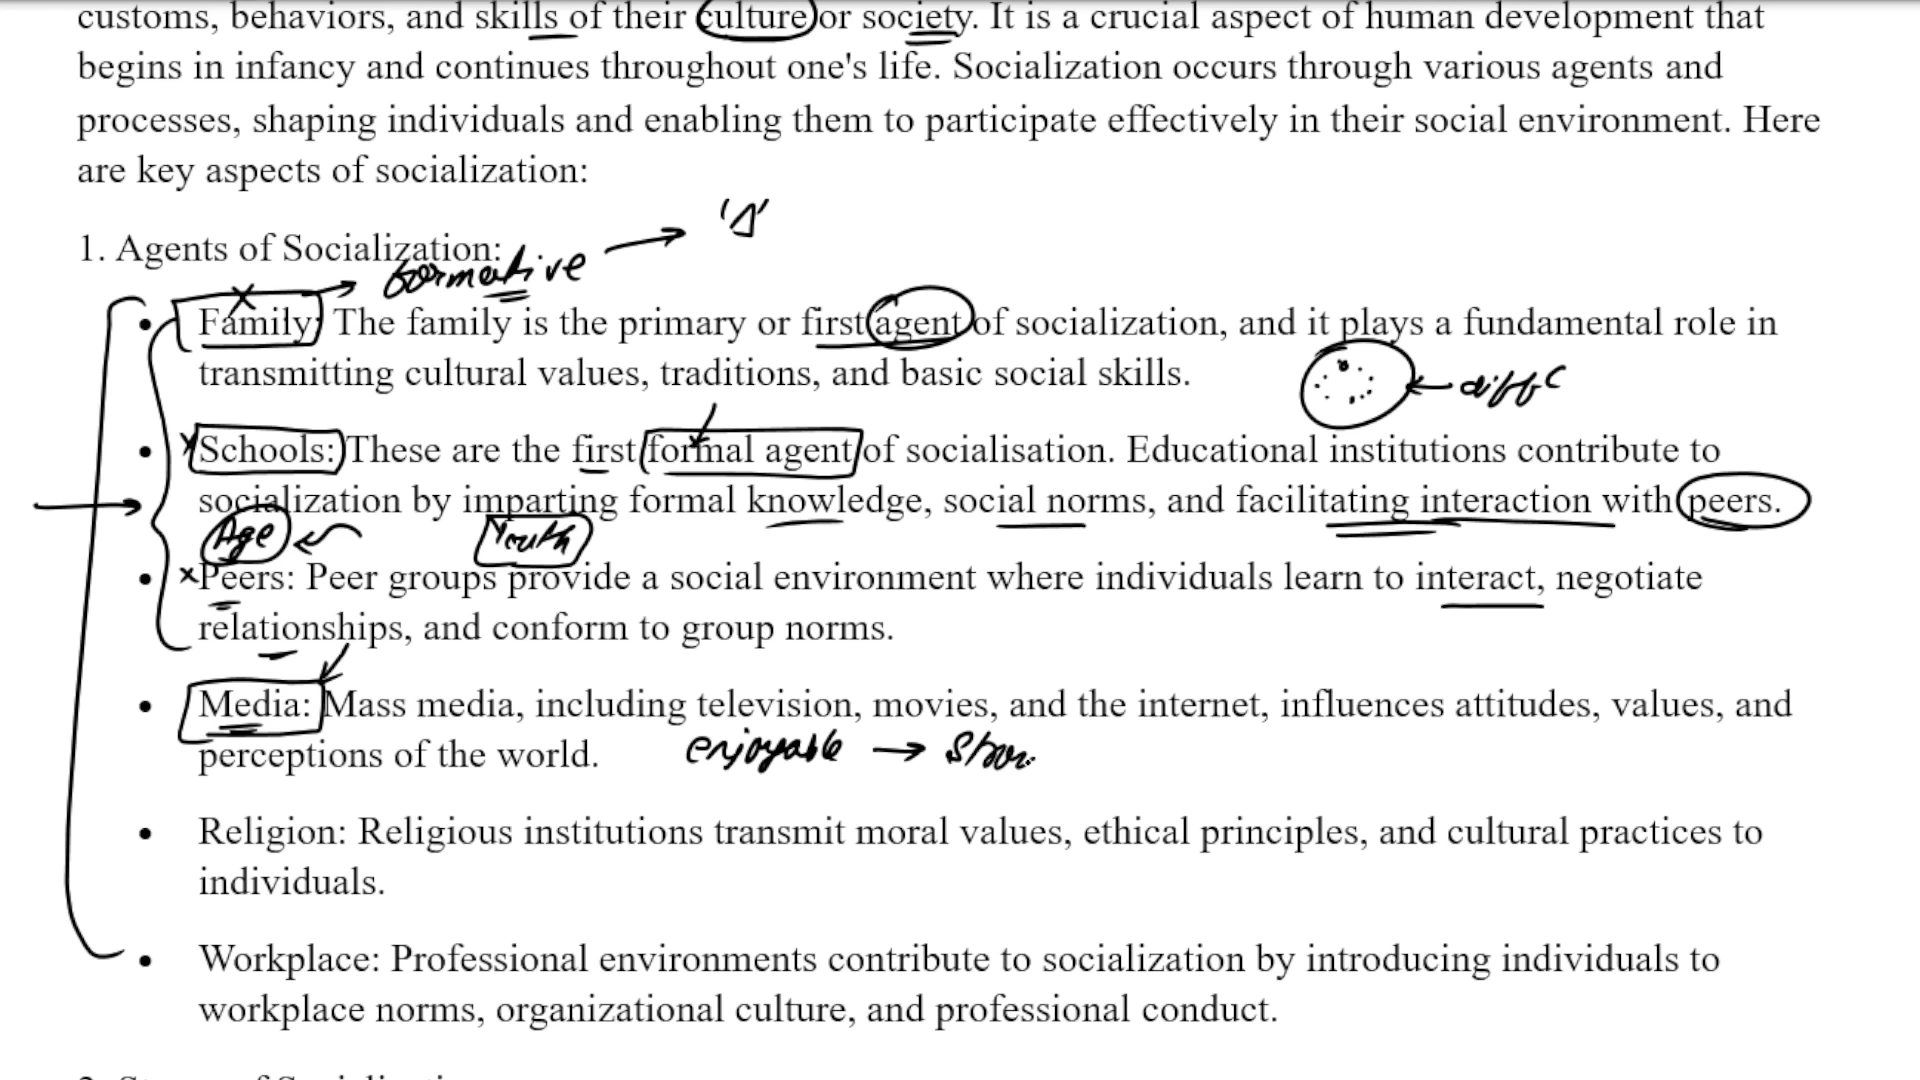 customs, behaviors, and skills of their culture or society. It is a crucial aspect of human development that
begins in infancy and continues throughout one's life. Socialization occurs through various agents and
processes, shaping individuals and enabling them to participate effectively in their social environment. Here
are key aspects of socialization:
1. Agents of Socialization:
formative
• Family: The family is the primary or first agent of socialization, and it plays a fundamental role in
transmitting cultural values, traditions, and basic social skills.
• Schools: These are the first formal agent of socialisation. Educational institutions contribute to
socialization by imparting formal knowledge, social norms, and facilitating interaction with peers.
Age Youth
• Peers: Peer groups provide a social environment where individuals learn to interact, negotiate
relationships, and conform to group norms.
• Media: Mass media, including television, movies, and the internet, influences attitudes, values, and
perceptions of the world. enjoyable →
• Religion: Religious institutions transmit moral values, ethical principles, and cultural practices to
individuals.
• Workplace: Professional environments contribute to socialization by introducing individuals to
workplace norms, organizational culture, and professional conduct.